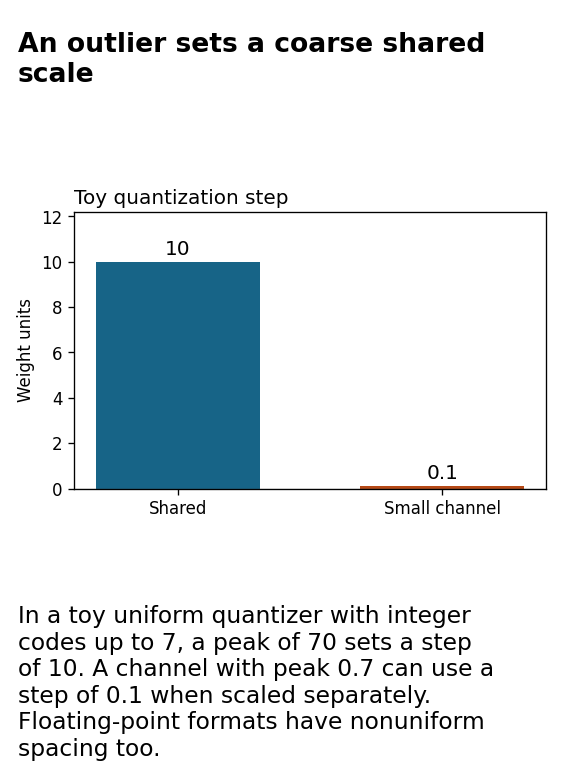 An outlier sets a coarse shared
scale
Toy quantization step
12
10
8
6
4
2
0
Weight units
10
0.1
Shared
Small channel
In a toy uniform quantizer with integer
codes up to 7, a peak of 70 sets a step
of 10. A channel with peak 0.7 can use a
step of 0.1 when scaled separately.
Floating-point formats have nonuniform
spacing too.